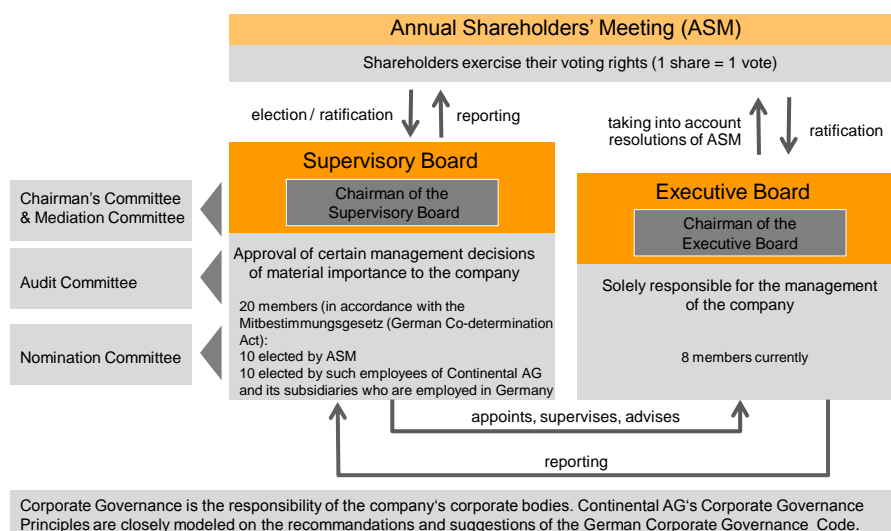 Annual Shareholders' Meeting (ASM)
Shareholders exercise their voting rights (1 share = 1 vote)
election / ratification
reporting
taking into account
resolutions of ASM
ratification
Supervisory Board
Chairman of the
Supervisory Board
Executive Board
Chairman of the
Executive Board
Chairman's Committee
& Mediation Committee
Audit Committee
Nomination Committee
Approval of certain management decisions
of material importance to the company
20 members (in accordance with the
Mitbestimmungsgesetz (German Co-determination
Act):
10 elected by ASM
10 elected by such employees of Continental AG
and its subsidiaries who are employed in Germany
Solely responsible for the management
of the company
8 members currently
appoints, supervises, advises
reporting
Corporate Governance is the responsibility of the company's corporate bodies. Continental AG's Corporate Governance
Principles are closely modeled on the recommandations and suggestions of the German Corporate Governance Code.